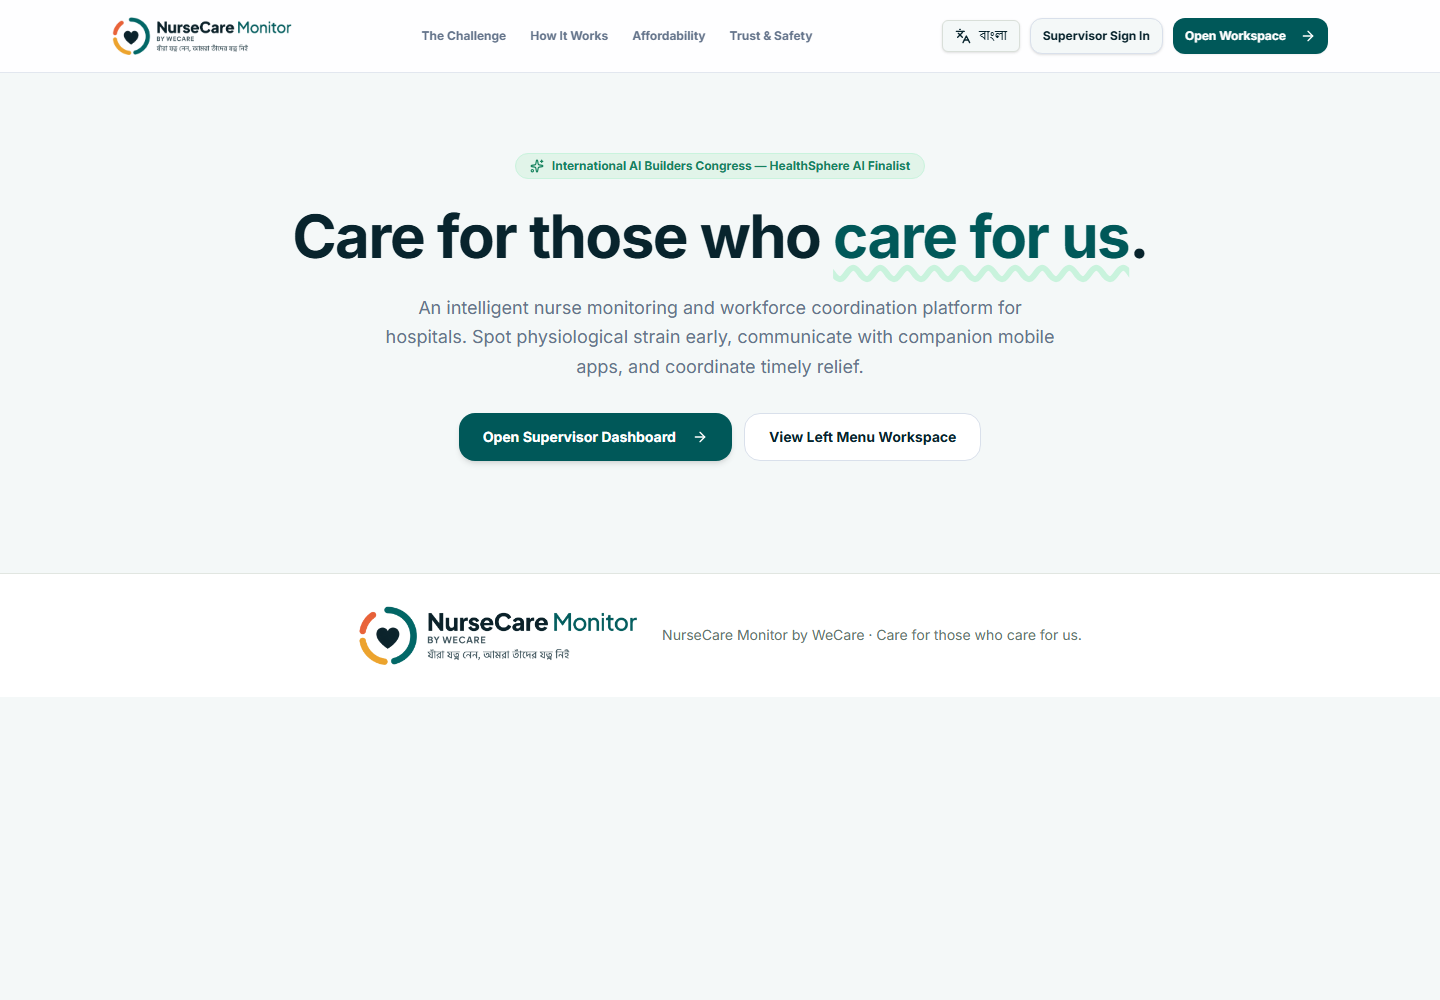 NurseCare Monitor
BY WECARE
যাঁরা যত্ন নেন, আমরা তাঁদের যত্ন নিই
The Challenge
How It Works
Affordability
Trust & Safety
বাংলা
Supervisor Sign In
Open Workspace
International AI Builders Congress — HealthSphere AI Finalist
Care for those who care for us.
An intelligent nurse monitoring and workforce coordination platform for
hospitals. Spot physiological strain early, communicate with companion mobile
apps, and coordinate timely relief.
Open Supervisor Dashboard
View Left Menu Workspace
NurseCare Monitor
BY WECARE
যাঁরা যত্ন নেন, আমরা তাঁদের যত্ন নিই
NurseCare Monitor by WeCare · Care for those who care for us.